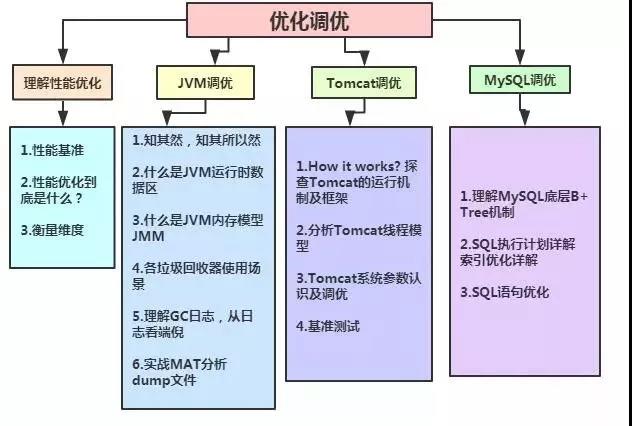 优化调优
理解性能优化
JVM调优
Tomcat调优
MySQL调优
1.性能基准
2.性能优化到
底是什么？
3.衡量维度
1.知其然，知其所以然
2.什么是JVM运行时数
据区
3.什么是JVM内存模型
JMM
4.各垃圾回收器使用场
景
5.理解GC日志，从日
志看端倪
6.实战MAT分析
dump文件
1.How it works? 探
查Tomcat的运行机
制及框架
2.分析Tomcat线程模
型
3.Tomcat系统参数认
识及调优
4.基准测试
1.理解MySQL底层B+
Tree机制
2.SQL执行计划详解
索引优化详解
3.SQL语句优化